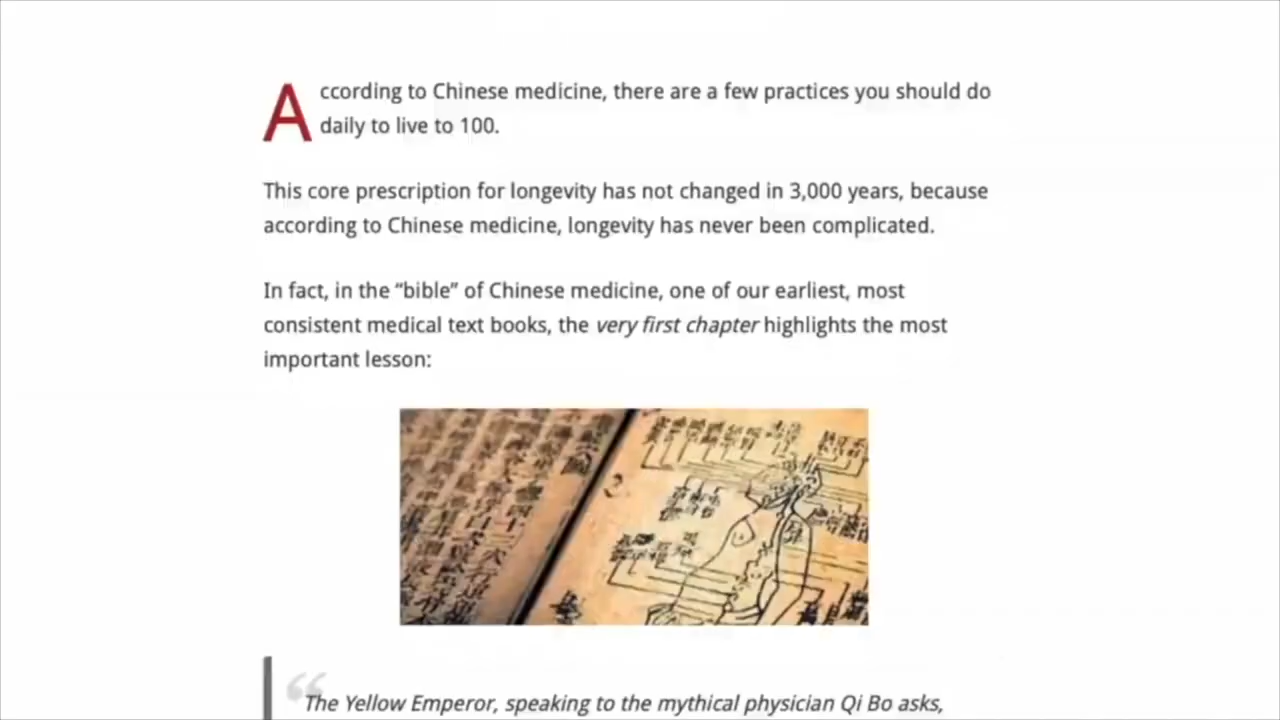 According to Chinese medicine, there are a few practices you should do
daily to live to 100.
This core prescription for longevity has not changed in 3,000 years, because
according to Chinese medicine, longevity has never been complicated.
In fact, in the “bible” of Chinese medicine, one of our earliest, most
consistent medical text books, the very first chapter highlights the most
important lesson:
“The Yellow Emperor, speaking to the mythical physician Qi Bo asks,